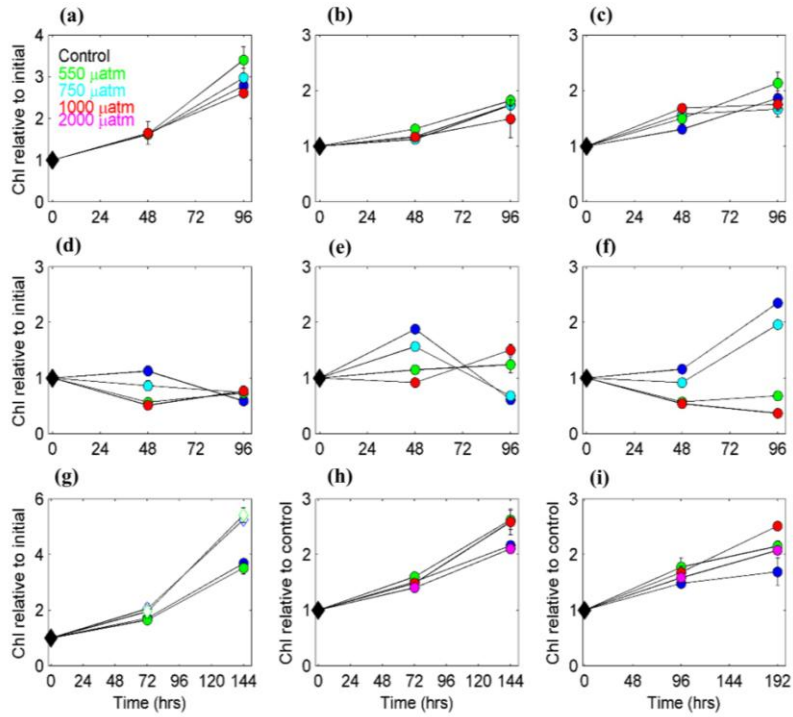 (a) (b) (c)
Chl relative to initial
4
3
2
1
0
Control
550 µatm
750 µatm
1000 µatm
2000 µatm
0 24 48 72 96
3
2
1
0
0 24 48 72 96
3
2
1
0
0 24 48 72 96
(d) (e) (f)
Chl relative to initial
3
2
1
0
0 24 48 72 96
3
2
1
0
0 24 48 72 96
3
2
1
0
0 24 48 72 96
(g) (h) (i)
Chl relative to initial
6
4
2
0
0 24 48 72 96 120 144
Time (hrs)
Chl relative to control
3
2
1
0
0 24 48 72 96 120 144
Time (hrs)
Chl relative to control
3
2
1
0
0 48 96 144 192
Time (hrs)